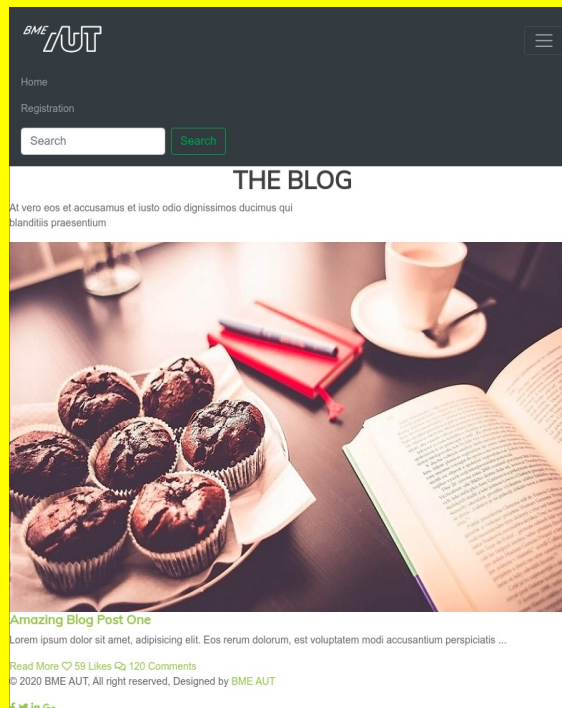 BME AUT
Home
Registration
Search Search
THE BLOG
At vero eos et accusamus et iusto odio dignissimos ducimus qui
blanditiis praesentium
Amazing Blog Post One
Lorem ipsum dolor sit amet, adipisicing elit. Eos rerum dolorum, est voluptatem modi accusantium perspiciatis ...
Read More 59 Likes 120 Comments
© 2020 BME AUT, All right reserved, Designed by BME AUT